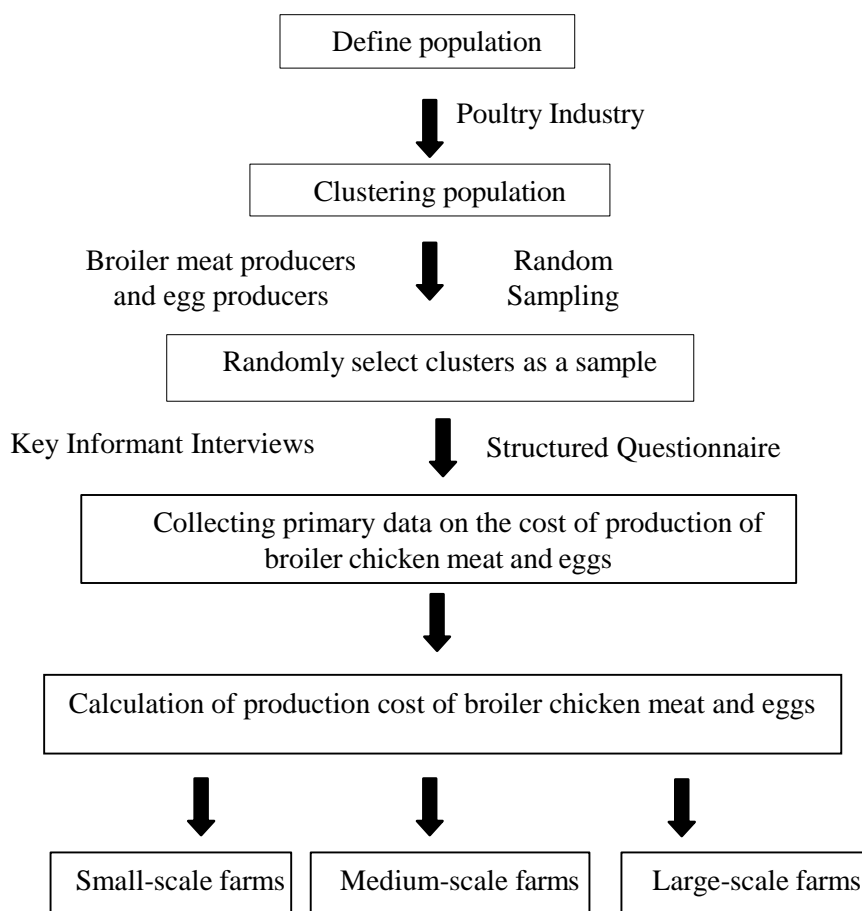 Define population
Poultry Industry
Clustering population
Broiler meat producers
and egg producers
Random
Sampling
Randomly select clusters as a sample
Key Informant Interviews
Structured Questionnaire
Collecting primary data on the cost of production of
broiler chicken meat and eggs
Calculation of production cost of broiler chicken meat and eggs
Small-scale farms
Medium-scale farms
Large-scale farms